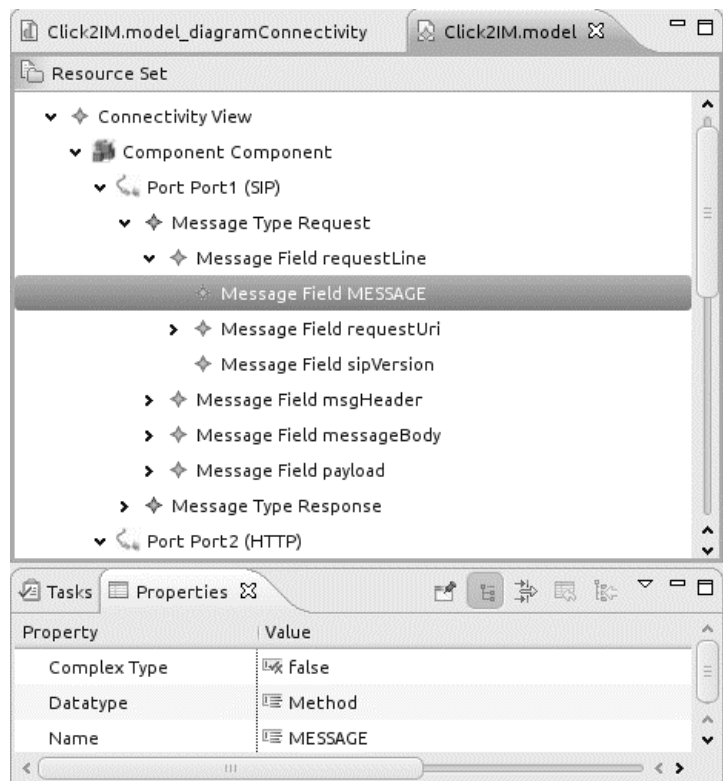 Click2IM.model_diagramConnectivity Click2IM.model
Resource Set
Connectivity View
Component Component
Port Port1 (SIP)
Message Type Request
Message Field requestLine
Message Field MESSAGE
Message Field requestUri
Message Field sipVersion
Message Field msgHeader
Message Field messageBody
Message Field payload
Message Type Response
Port Port2 (HTTP)
Tasks Properties
Property Value
Complex Type false
Datatype Method
Name MESSAGE